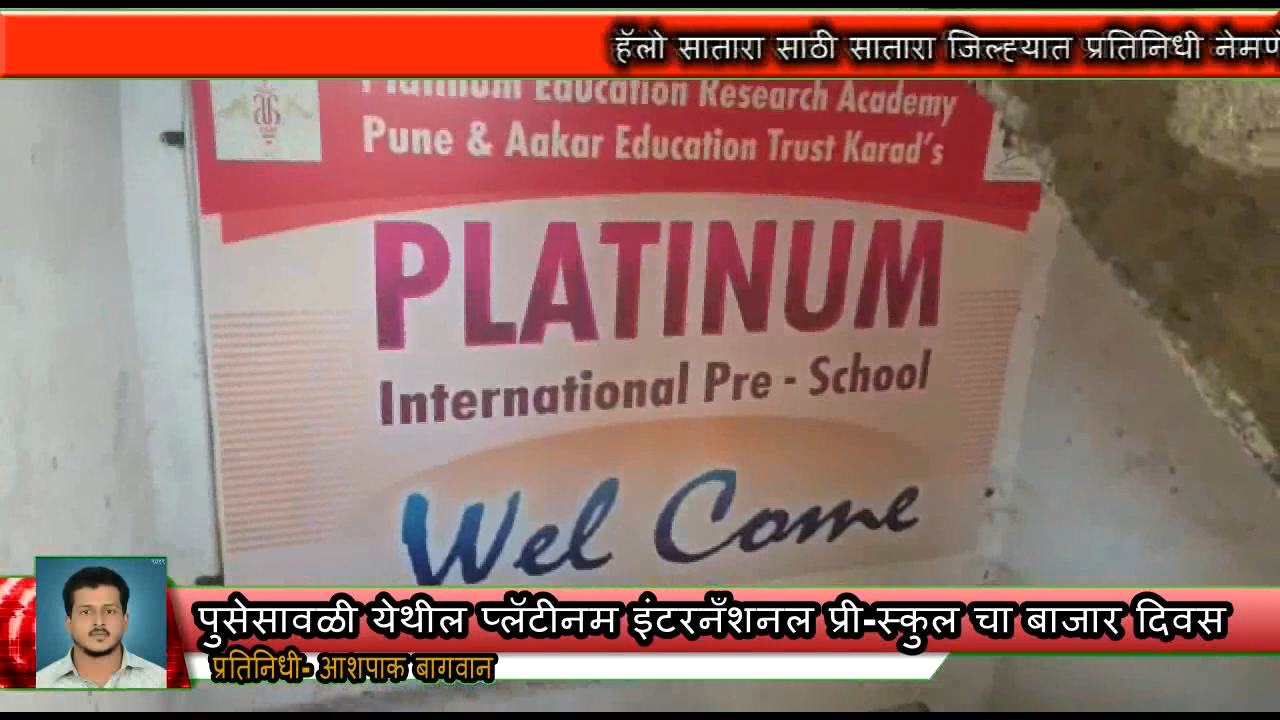 हॅलो सातारा साठी सातारा जिल्ह्यात प्रतिनिधी नेमणे
Platinum Education Research Academy
Pune & Aakar Education Trust Karad's
PLATINUM
International Pre - School
Wel Come
पुसेसावळी येथील प्लॅटीनम इंटरनॅशनल प्री-स्कुल चा बाजार दिवस
प्रतिनिधी- आशपाक बागवान